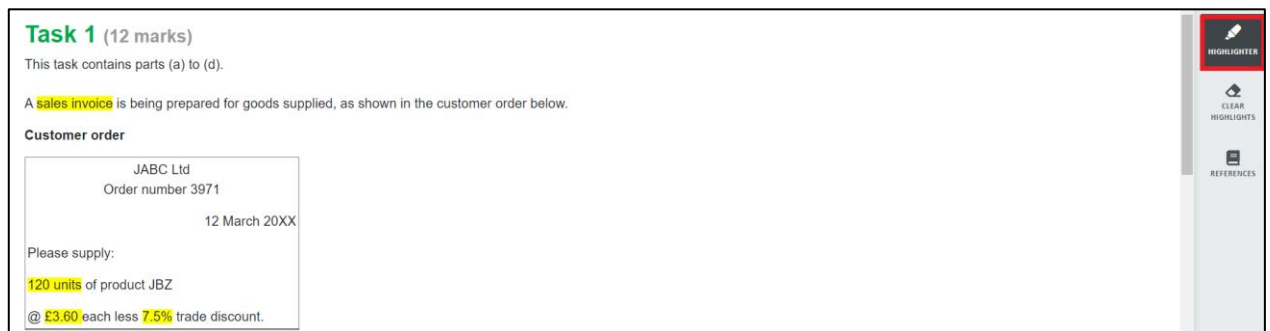 Task 1 (12 marks)
This task contains parts (a) to (d).
A sales invoice is being prepared for goods supplied, as shown in the customer order below.
Customer order
JABC Ltd
Order number 3971
12 March 20XX
Please supply:
120 units of product JBZ
@ £3.60 each less 7.5% trade discount.
HIGHLIGHTER
CLEAR
HIGHLIGHTS
REFERENCES